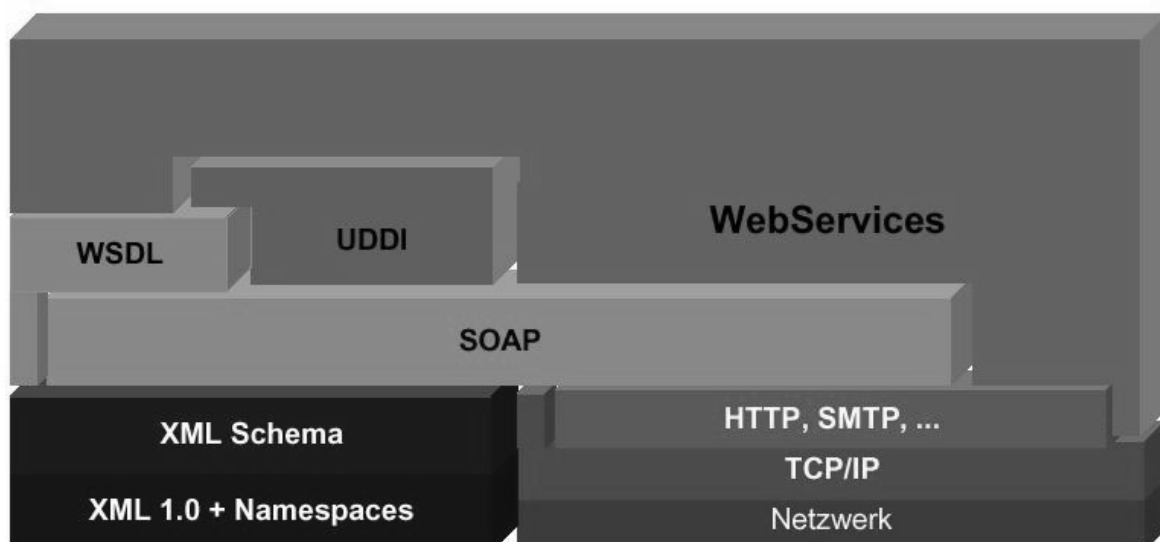 WebServices
UDDI
WSDL
SOAP
XML Schema
HTTP, SMTP, ...
TCP/IP
XML 1.0 + Namespaces
Netzwerk